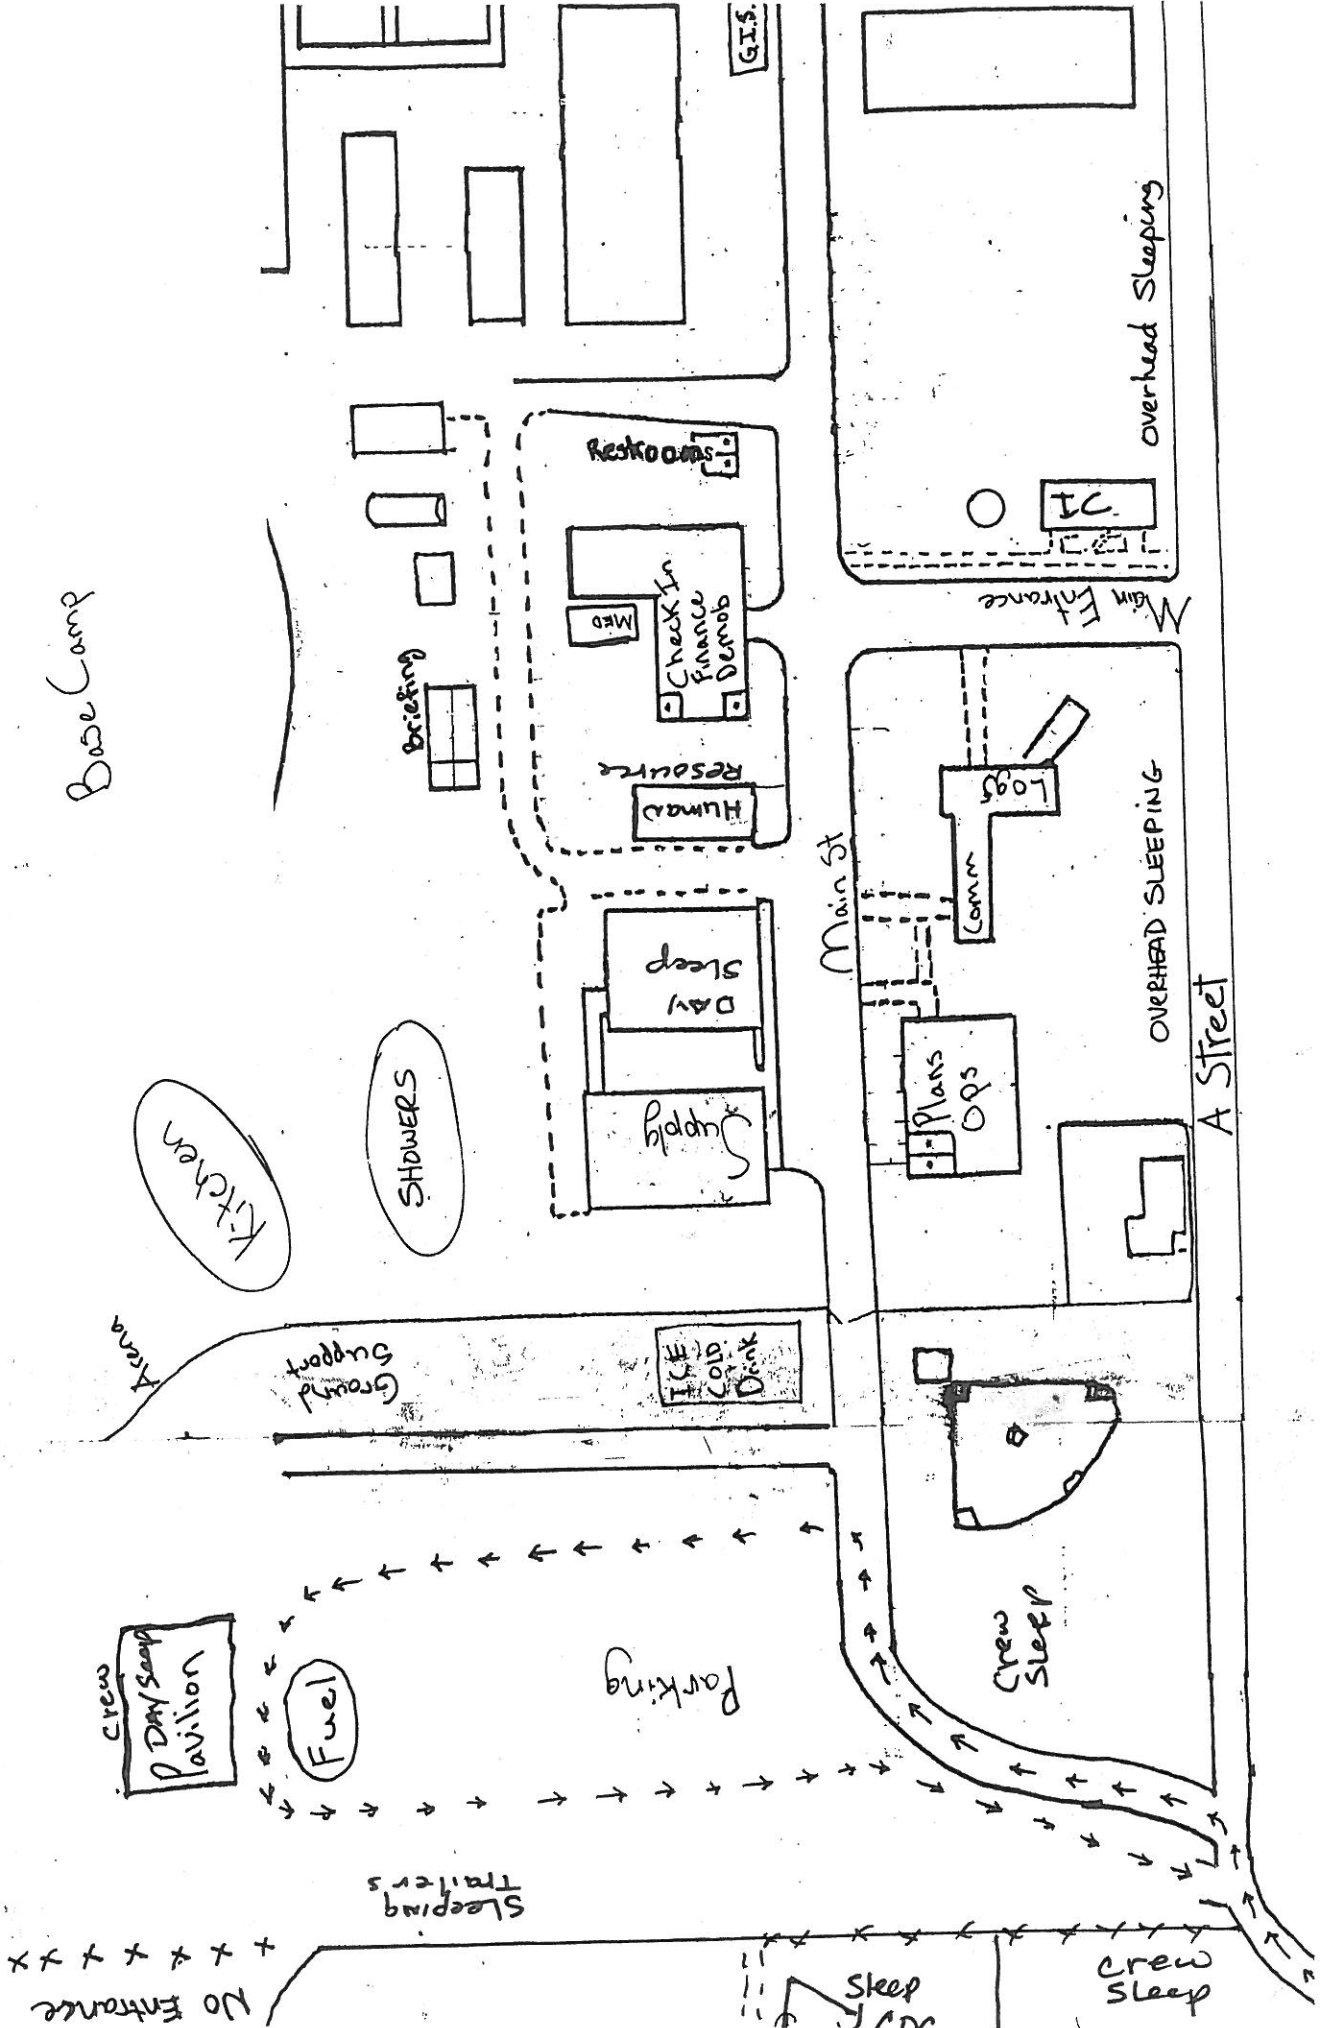 Base Camp
G.I.S.
Overhead Sleeping
Restrooms
IC
Main
Entrance
MED
Check In
Finance
Demob
Briefing
Human
Resource
Logs
Comm
Main St
OVERHEAD SLEEPING
DAY
Sleep
Supply
Plans
Ops
A Street
SHOWERS
Kitchen
Arena
Ground
Support
ICE
COLD
Drink
Crew
Sleep
Parking
Fuel
Crew
DAY Sleep
Pavilion
Sleeping
Trailers
No Entrance
Sleep
Crew
Sleep